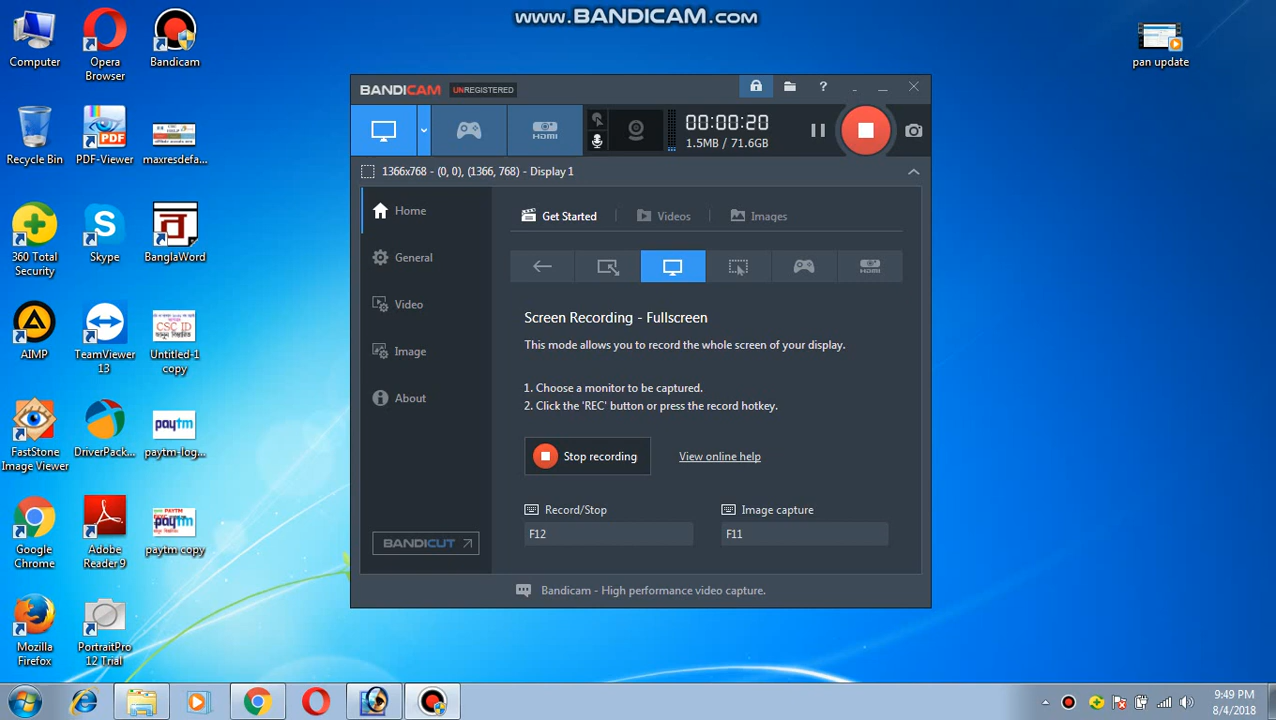 www.BANDICAM.com
Computer
Opera
Browser
Bandicam
pan update
Recycle Bin
PDF-Viewer
maxresdefa...
360 Total
Security
Skype
BanglaWord
AIMP
TeamViewer
13
Untitled-1
copy
FastStone
Image Viewer
DriverPack...
paytm-log...
Google
Chrome
Adobe
Reader 9
paytm copy
Mozilla
Firefox
PortraitPro
12 Trial
BANDICAM UNREGISTERED
00:00:20
1.5MB / 71.6GB
1366x768 - (0, 0), (1366, 768) - Display 1
Home
General
Video
Image
About
BANDICUT
Get Started
Videos
Images
Screen Recording - Fullscreen
This mode allows you to record the whole screen of your display.
1. Choose a monitor to be captured.
2. Click the 'REC' button or press the record hotkey.
Stop recording
View online help
Record/Stop
F12
Image capture
F11
Bandicam - High performance video capture.
9:49 PM
8/4/2018